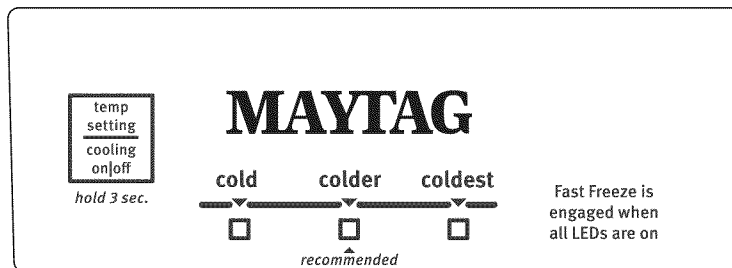 temp
setting
cooling
on|off
hold 3 sec.
MAYTAG
cold colder coldest
recommended
Fast Freeze is
engaged when
all LEDs are on